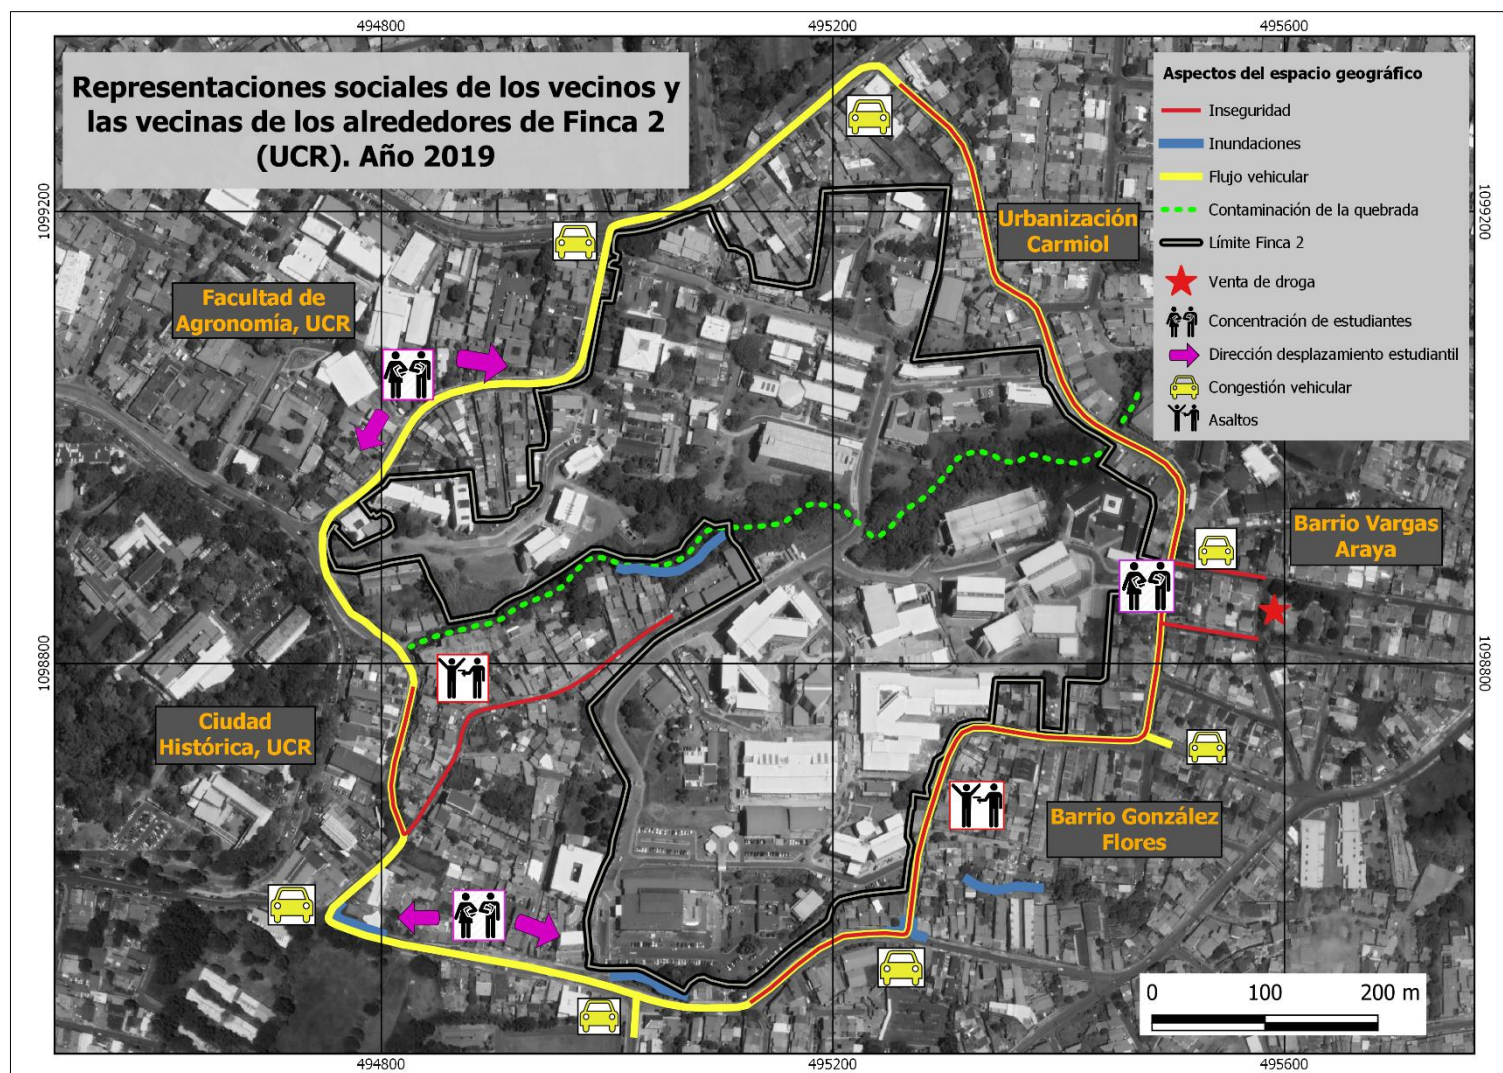 494800
495200
495600
Representaciones sociales de los vecinos y
las vecinas de los alrededores de Finca 2
(UCR). Año 2019
Aspectos del espacio geográfico
Inseguridad
Inundaciones
Flujo vehicular
Contaminación de la quebrada
Límite Finca 2
Venta de droga
Concentración de estudiantes
Dirección desplazamiento estudiantil
Congestión vehicular
Asaltos
1099200
1099200
Urbanización
Carmiol
Facultad de
Agronomía, UCR
Barrio Vargas
Araya
1098800
1098800
Ciudad
Histórica, UCR
Barrio González
Flores
0 100 200 m
494800
495200
495600